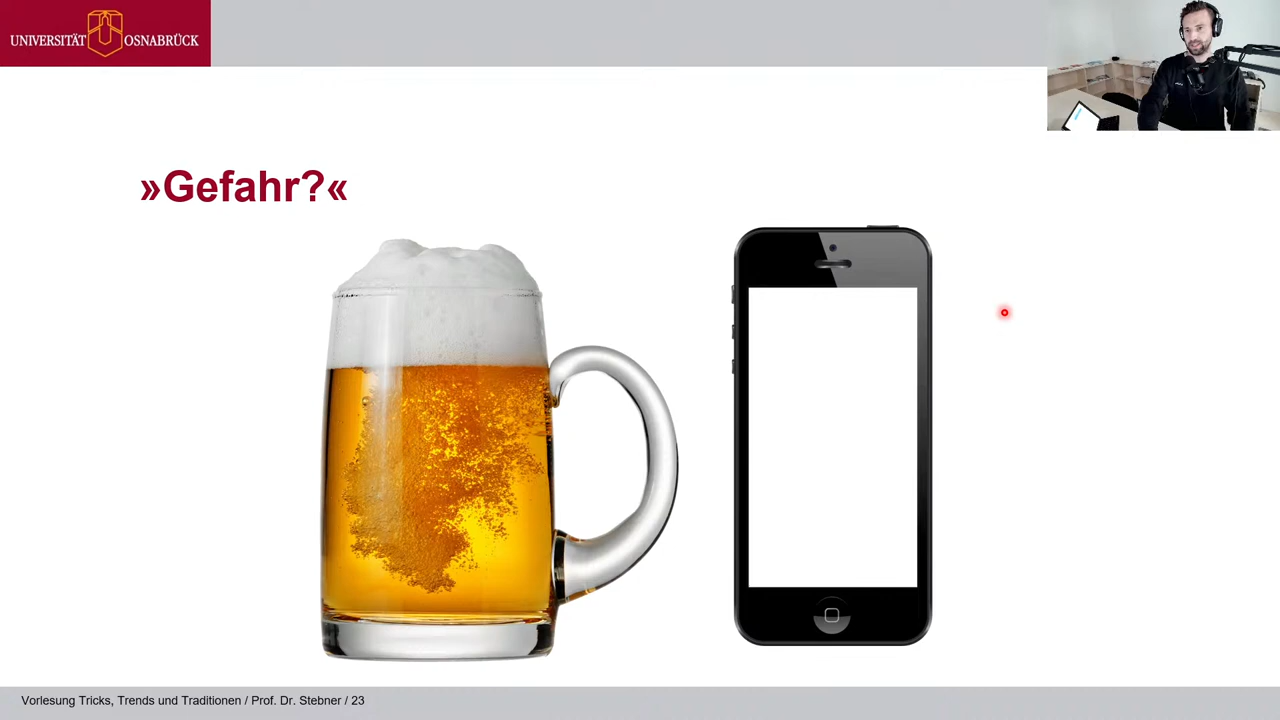 UNIVERSITÄT OSNABRÜCK
»Gefahr?«
Vorlesung Tricks, Trends und Traditionen / Prof. Dr. Stebner / 23